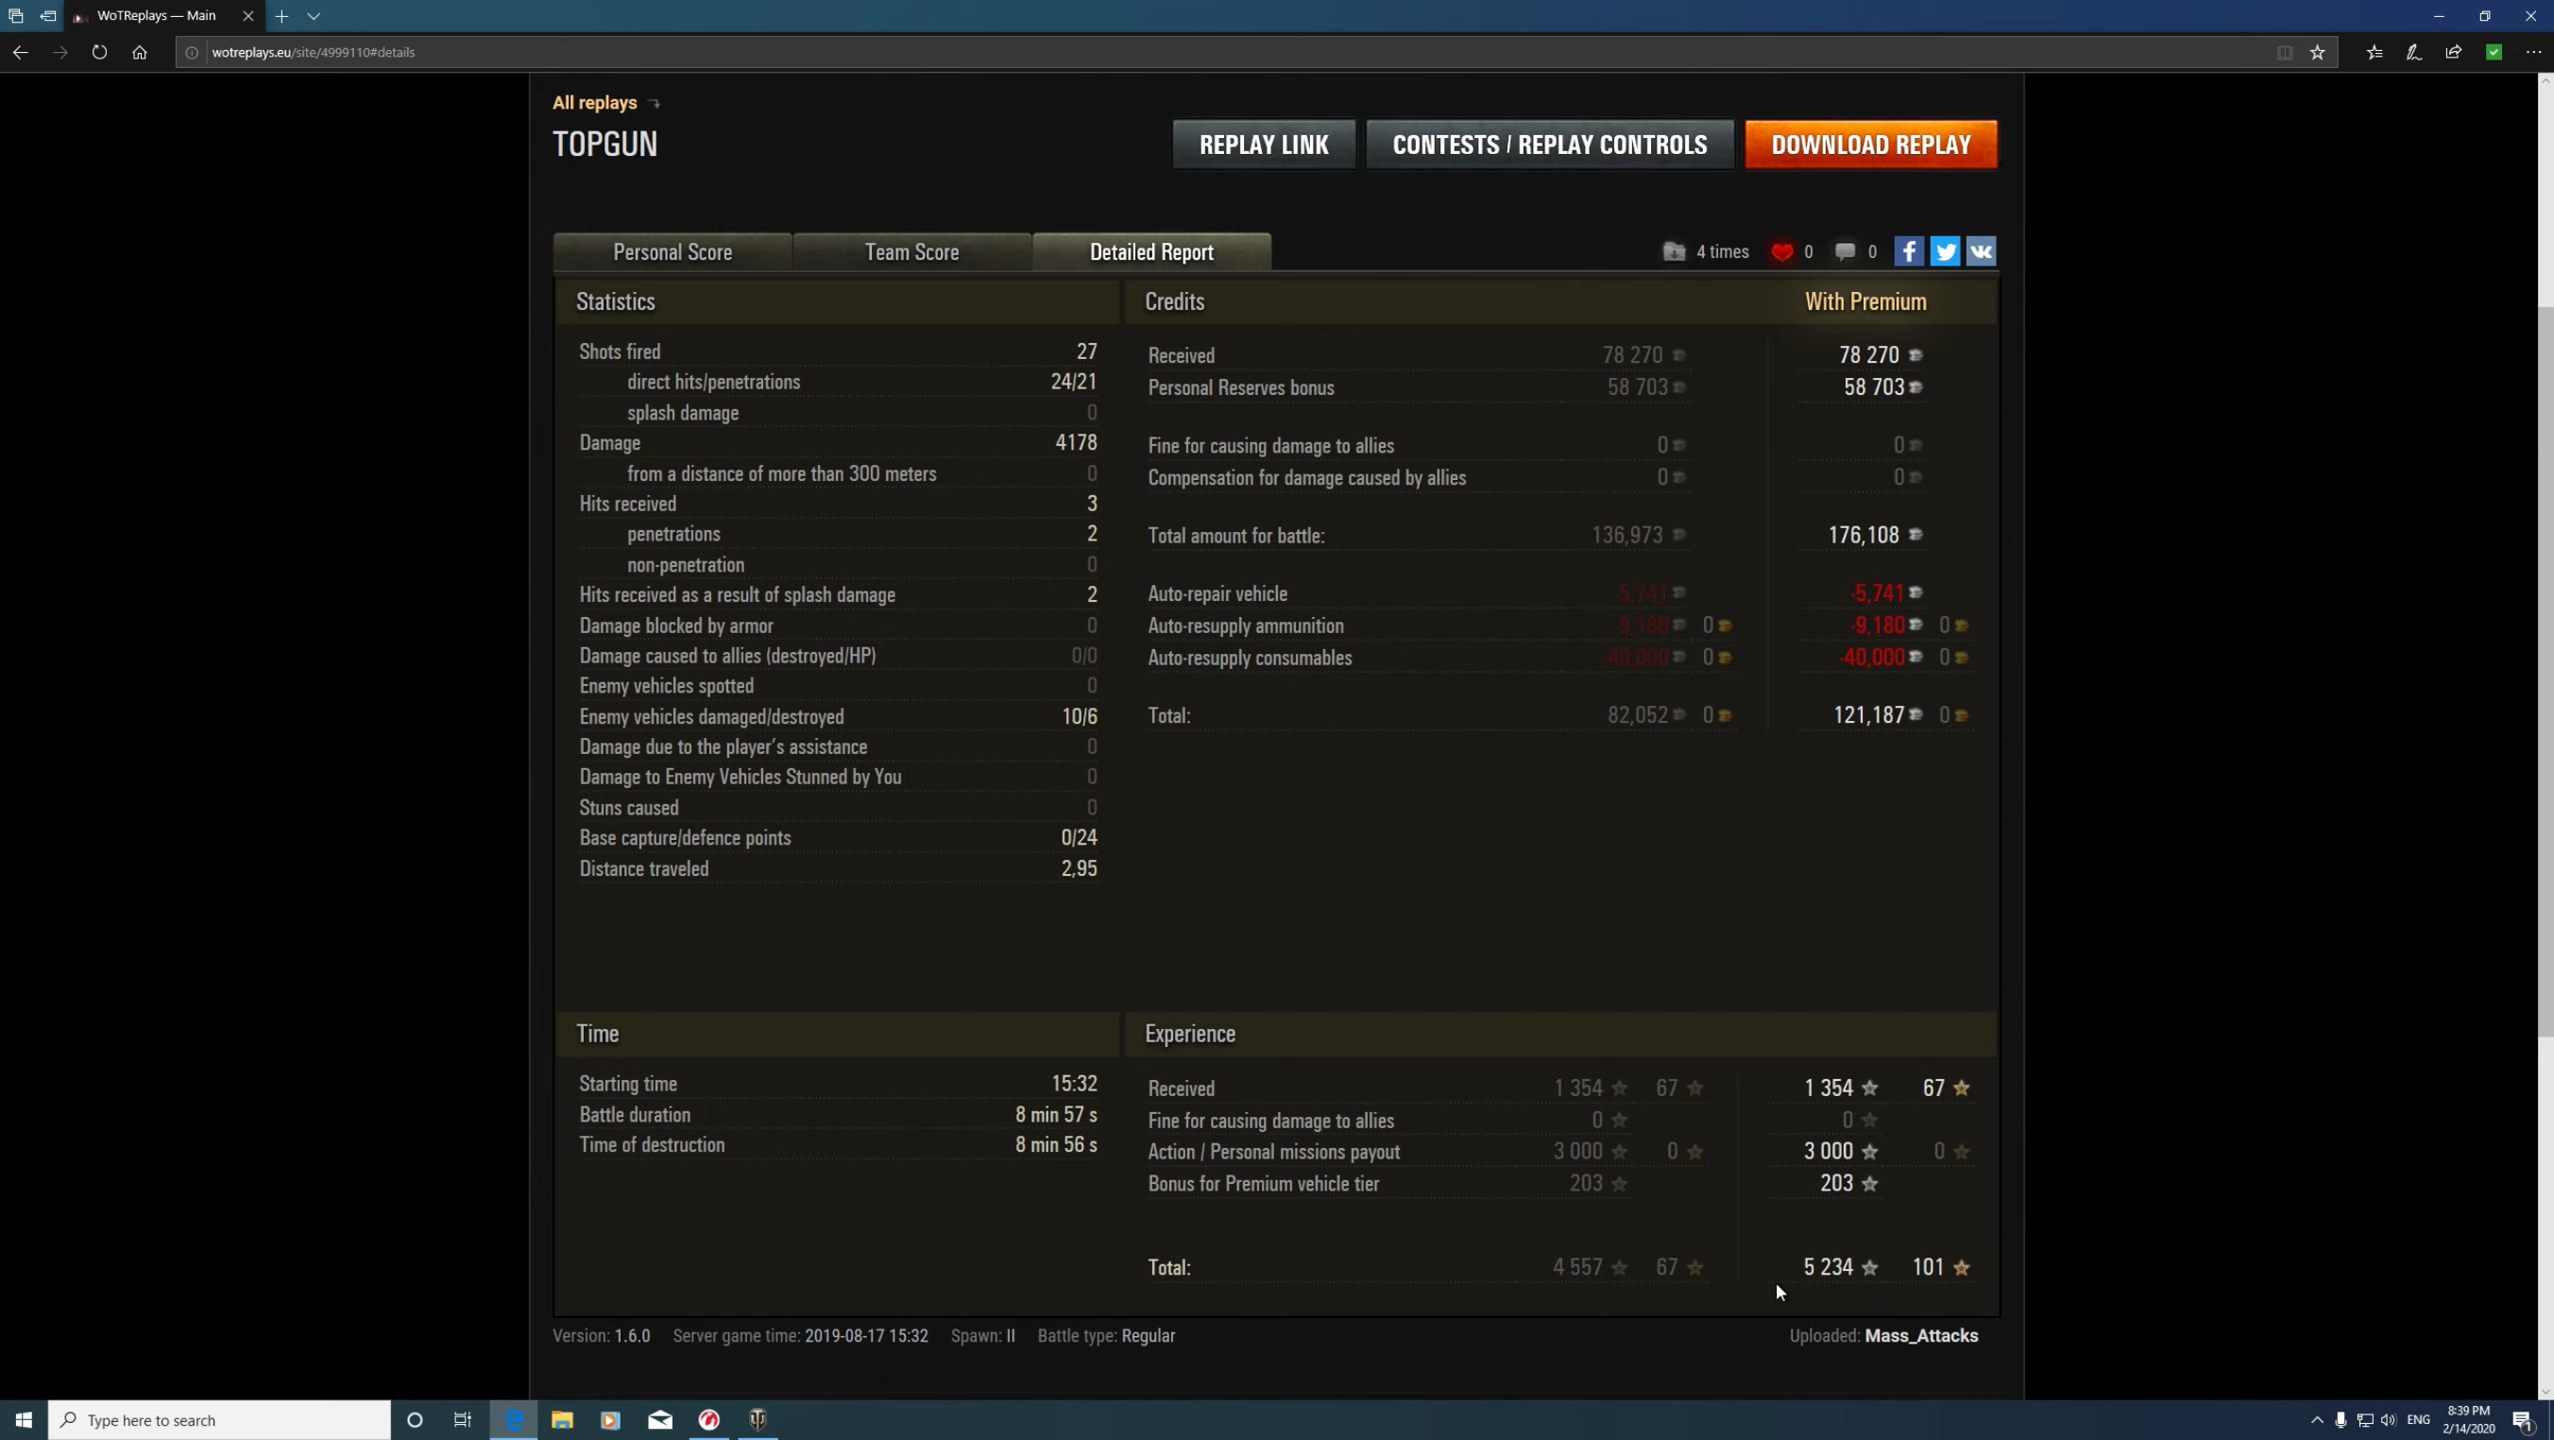 WoTReplays — Main
wotreplays.eu/site/4999110#details
All replays
TOPGUN
REPLAY LINK
CONTESTS / REPLAY CONTROLS
DOWNLOAD REPLAY
Personal Score
Team Score
Detailed Report
4 times
0
0
Statistics
Credits
With Premium
Shots fired 27
direct hits/penetrations 24/21
splash damage 0
Damage 4178
from a distance of more than 300 meters 0
Hits received 3
penetrations 2
non-penetration 0
Hits received as a result of splash damage 2
Damage blocked by armor 0
Damage caused to allies (destroyed/HP) 0/0
Enemy vehicles spotted 0
Enemy vehicles damaged/destroyed 10/6
Damage due to the player's assistance 0
Damage to Enemy Vehicles Stunned by You 0
Stuns caused 0
Base capture/defence points 0/24
Distance traveled 2,95
Received 78 270 78 270
Personal Reserves bonus 58 703 58 703
Fine for causing damage to allies 0 0
Compensation for damage caused by allies 0 0
Total amount for battle: 136,973 176,108
Auto-repair vehicle -5,741 -5,741
Auto-resupply ammunition -9,180 0 -9,180 0
Auto-resupply consumables -40,000 0 -40,000 0
Total: 82,052 0 121,187 0
Time
Experience
Starting time 15:32
Battle duration 8 min 57 s
Time of destruction 8 min 56 s
Received 1 354 67 1 354 67
Fine for causing damage to allies 0 0
Action / Personal missions payout 3 000 0 3 000 0
Bonus for Premium vehicle tier 203 203
Total: 4 557 67 5 234 101
Version: 1.6.0 Server game time: 2019-08-17 15:32 Spawn: II Battle type: Regular
Uploaded: Mass_Attacks
Type here to search
ENG
8:39 PM
2/14/2020
1